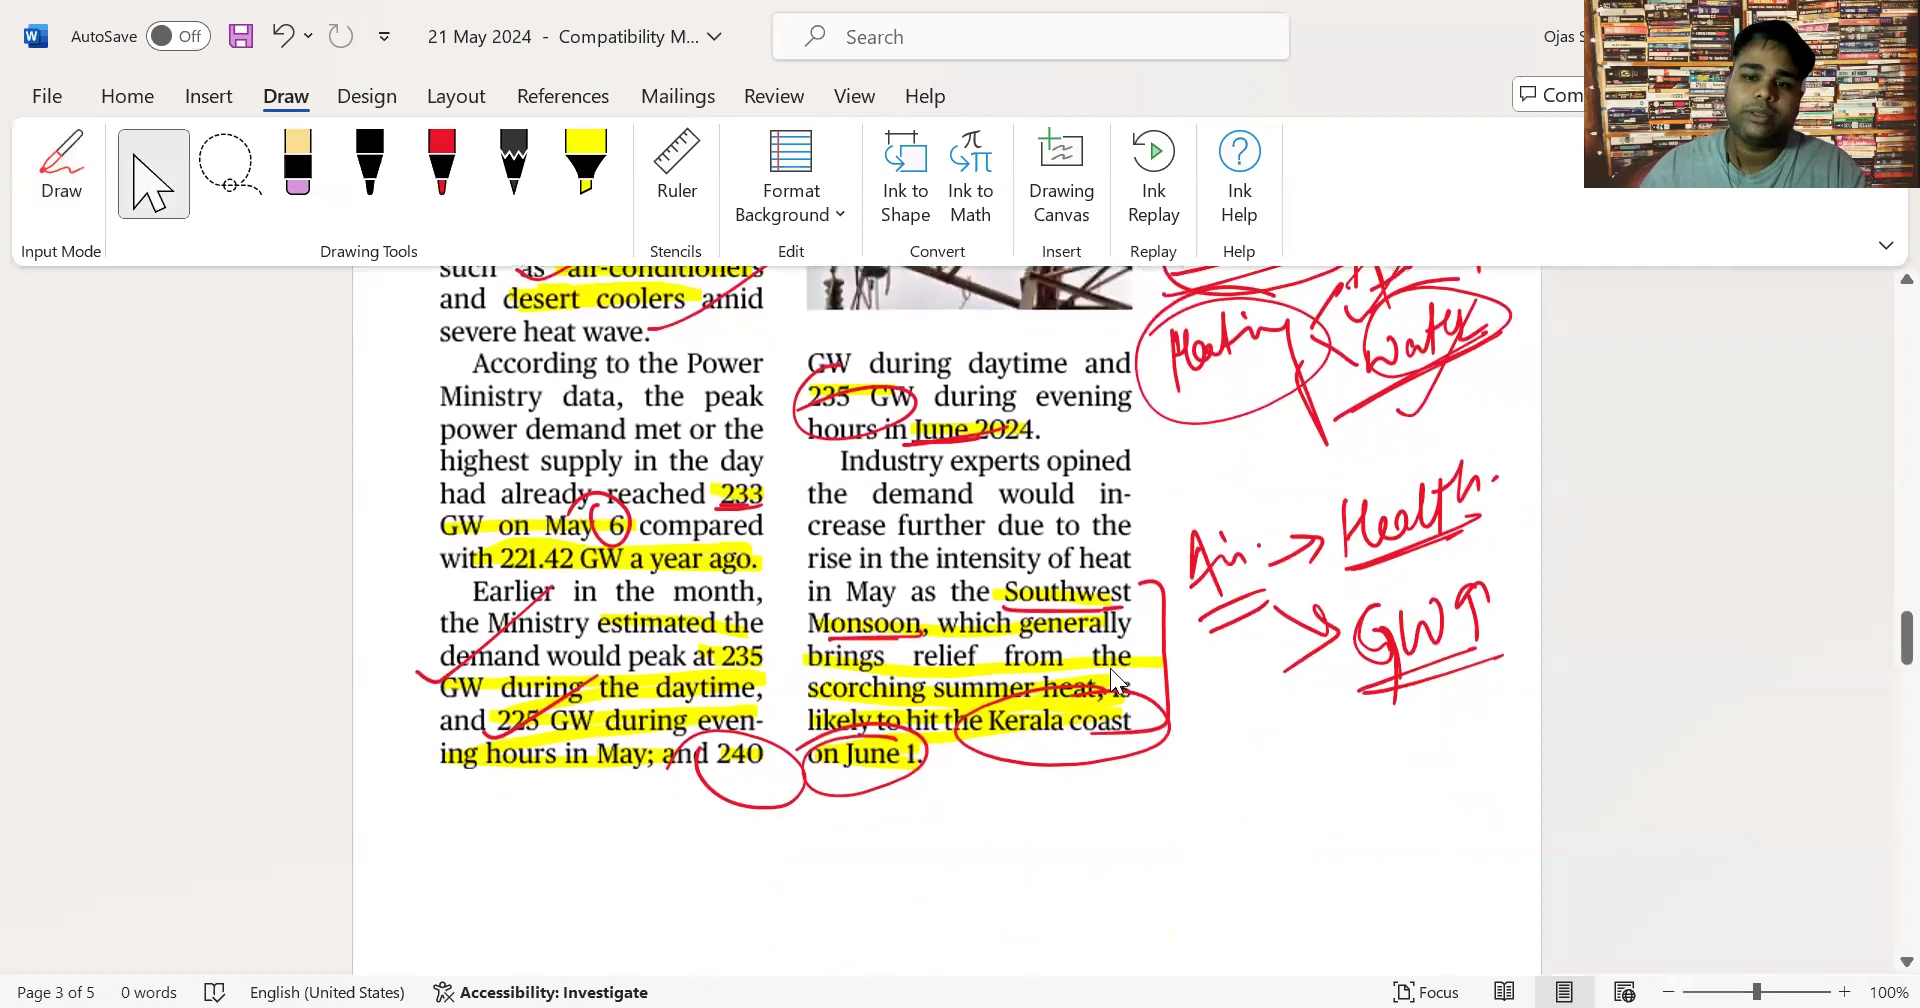 AutoSave Off 21 May 2024 - Compatibility M... Search Ojas S
File Home Insert Draw Design Layout References Mailings Review View Help Com
Draw
Ruler
Format
Background
Ink to
Shape
Ink to
Math
Drawing
Canvas
Ink
Replay
Ink
Help
Input Mode Drawing Tools Stencils Edit Convert Insert Replay Help
such as air-conditioners
and desert coolers amid
severe heat wave.
According to the Power
Ministry data, the peak
power demand met or the
highest supply in the day
had already reached 233
GW on May 6 compared
with 221.42 GW a year ago.
Earlier in the month,
the Ministry estimated the
demand would peak at 235
GW during the daytime,
and 225 GW during even-
ing hours in May; and 240
GW during daytime and
235 GW during evening
hours in June 2024.
Industry experts opined
the demand would in-
crease further due to the
rise in the intensity of heat
in May as the Southwest
Monsoon, which generally
brings relief from the
scorching summer heat, is
likely to hit the Kerala coast
on June 1.
Heating
Water
Air → Health
GW↑
Page 3 of 5 0 words English (United States) Accessibility: Investigate Focus 100%